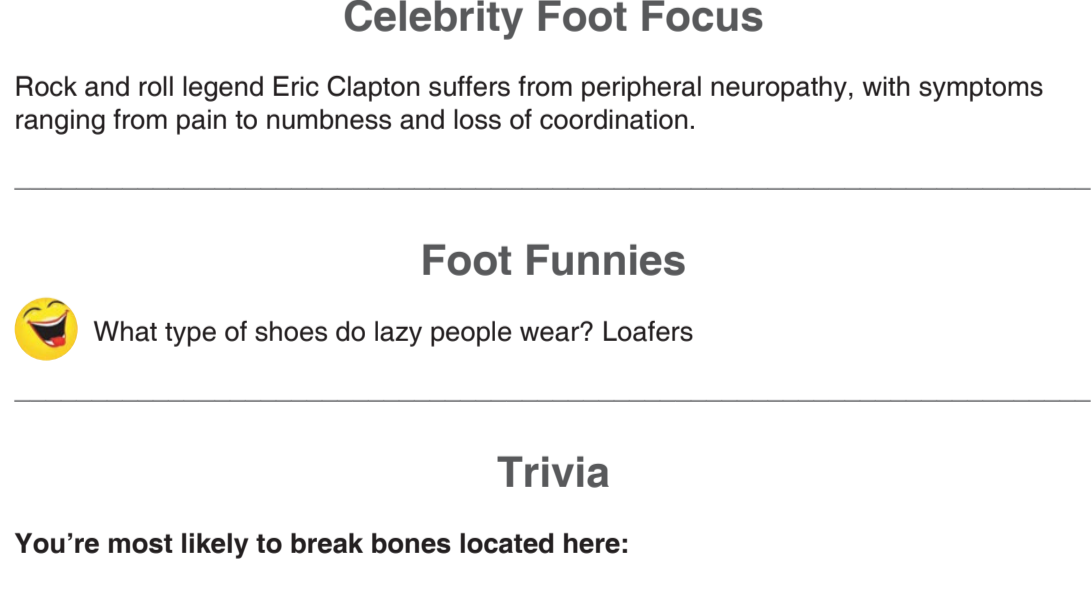 Celebrity Foot Focus
Rock and roll legend Eric Clapton suffers from peripheral neuropathy, with symptoms
ranging from pain to numbness and loss of coordination.
Foot Funnies
What type of shoes do lazy people wear? Loafers
Trivia
You’re most likely to break bones located here: